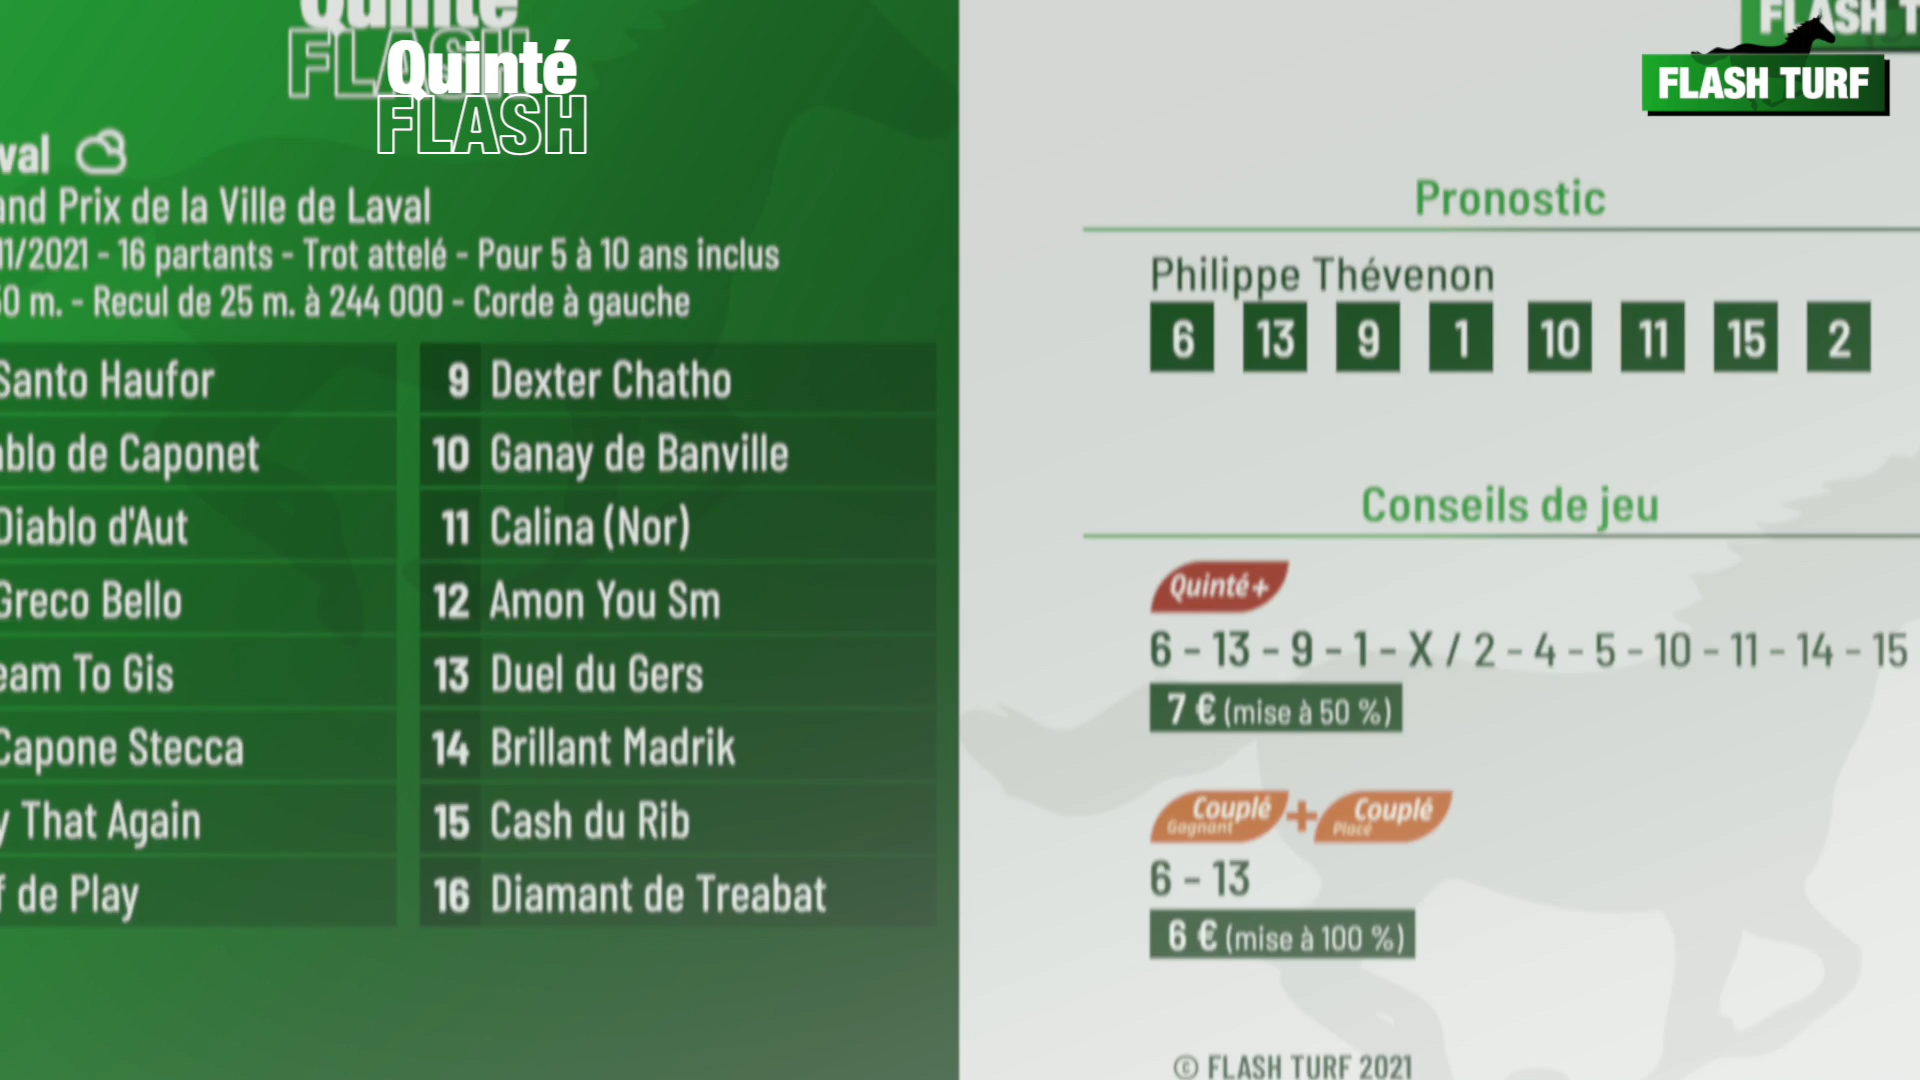 Quinté
FLASH
Quinté
FLASH
Grand Prix de la Ville de Laval
11/2021 - 16 partants - Trot attelé - Pour 5 à 10 ans inclus
50 m. - Recul de 25 m. à 244 000 - Corde à gauche
Santo Haufor
de Caponet
Diablo d'Aut
Greco Bello
To Gis
Capone Stecca
That Again
de Play
9 Dexter Chatho
10 Ganay de Banville
11 Calina (Nor)
12 Amon You Sm
13 Duel du Gers
14 Brillant Madrik
15 Cash du Rib
16 Diamant de Treabat
FLASH T
FLASH TURF
Pronostic
Philippe Thévenon
6 13 9 1 10 11 15 2
Conseils de jeu
Quinté+
6 - 13 - 9 - 1 - X / 2 - 4 - 5 - 10 - 11 - 14 - 15
7 € (mise à 50 %)
Couplé Gagnant + Couplé Placé
6 - 13
6 € (mise à 100 %)
© FLASH TURF 2021